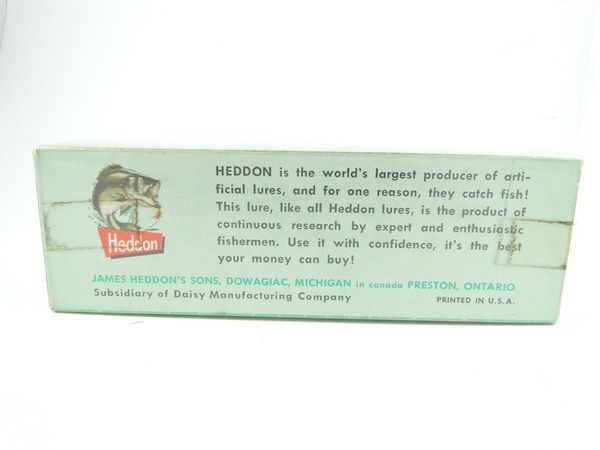 HEDDON is the world's largest producer of arti-
ficial lures, and for one reason, they catch fish!
This lure, like all Heddon lures, is the product of
continuous research by expert and enthusiastic
fishermen. Use it with confidence, it's the best
your money can buy!
Heddon
JAMES HEDDON'S SONS, DOWAGIAC, MICHIGAN in canada PRESTON, ONTARIO
Subsidiary of Daisy Manufacturing Company
PRINTED IN U.S.A.